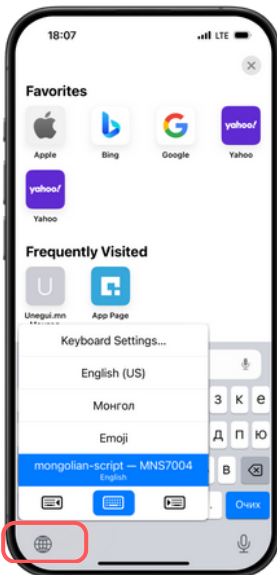 18:07
LTE
Favorites
Apple
Bing
Google
Yahoo
yahoo!
yahoo!
Yahoo
Frequently Visited
U
Unegui.mn
App Page
Keyboard Settings...
English (US)
Монгол
Emoji
mongolian-script — MNS7004
English
З К Е
Д П Ю
В
Очих